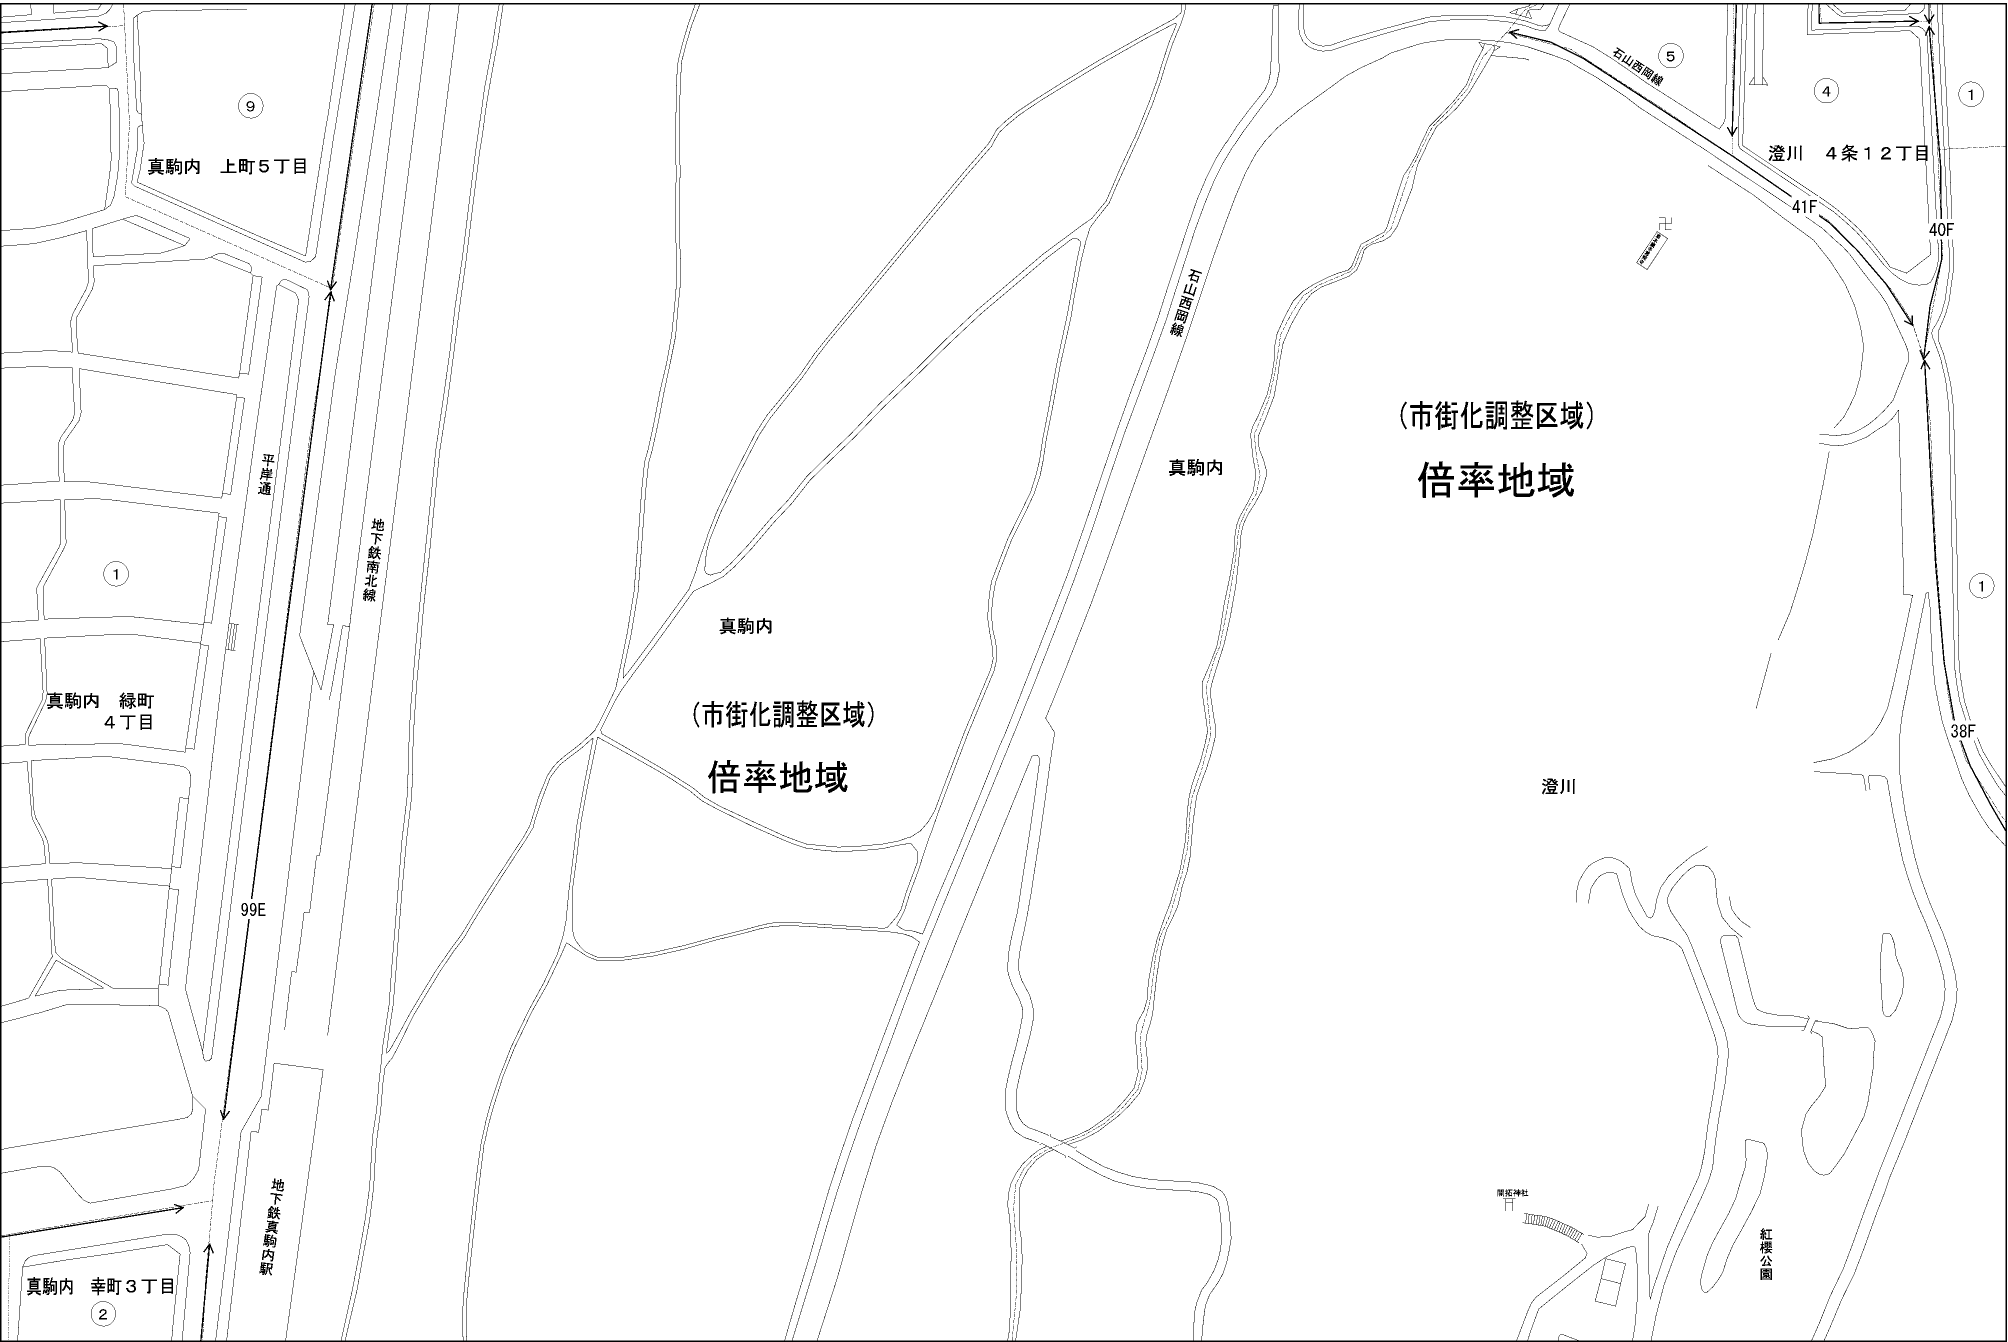 ⑨
真駒内　上町５丁目
石山西岡線
⑤
④
①
澄川　４条１２丁目
41F
40F
石山西岡線
（市街化調整区域）
倍率地域
真駒内
平岸通
地下鉄南北線
①
①
真駒内
真駒内　緑町
４丁目
（市街化調整区域）
倍率地域
38F
澄川
99E
地下鉄真駒内駅
開拓神社
紅櫻公園
真駒内　幸町３丁目
②